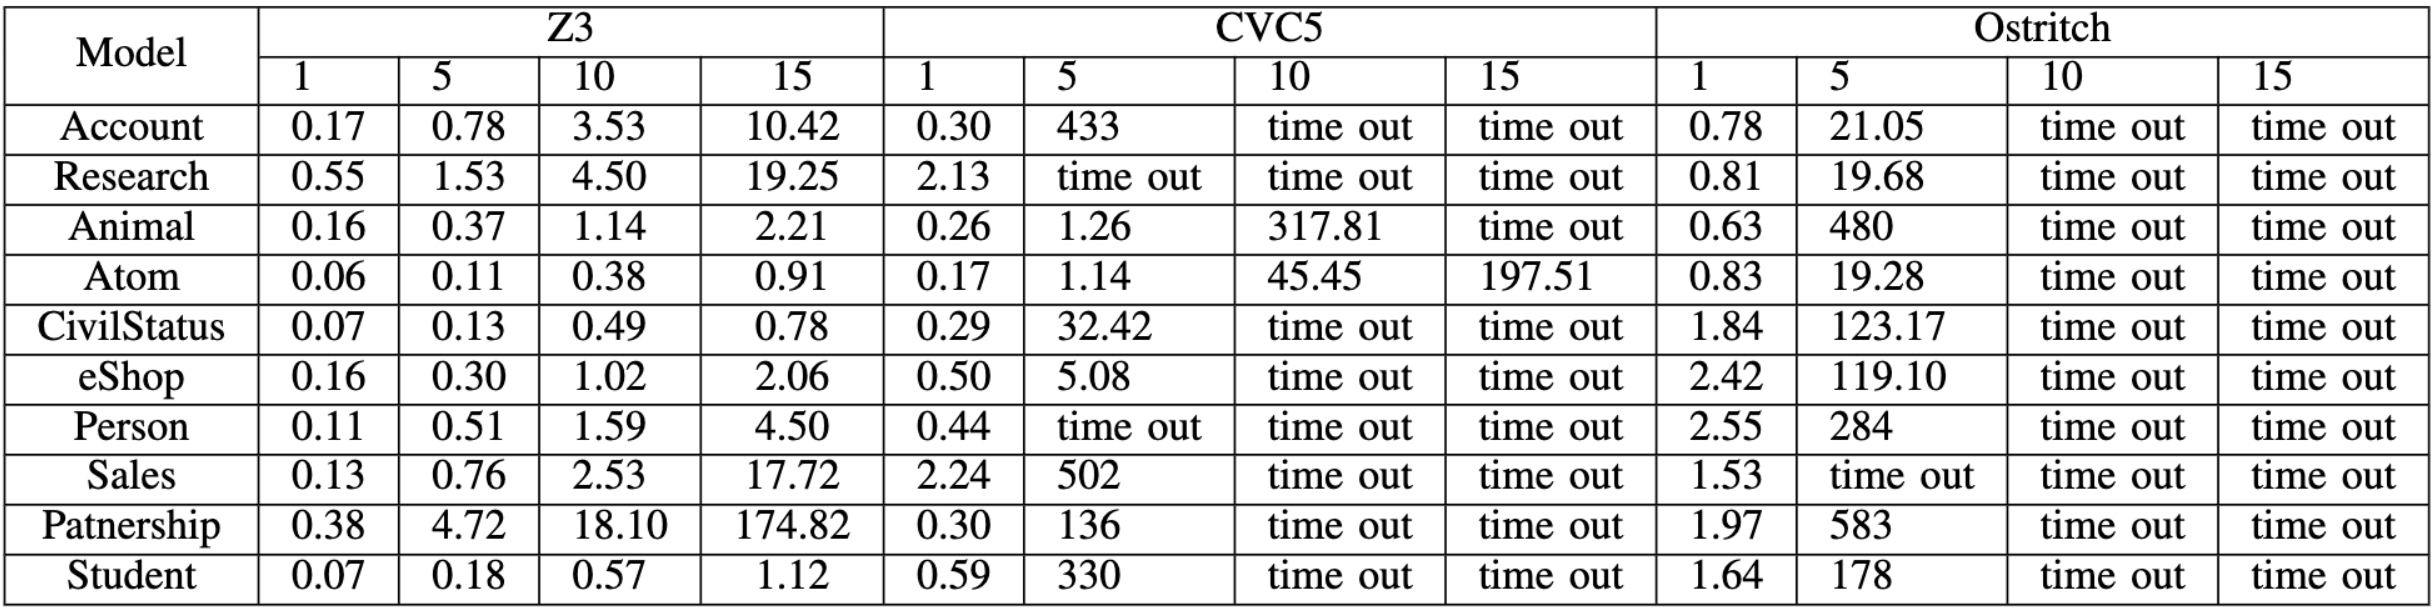 Model Z3 CVC5 Ostritch
1 5 10 15 1 5 10 15 1 5 10 15
Account 0.17 0.78 3.53 10.42 0.30 433 time out time out 0.78 21.05 time out time out
Research 0.55 1.53 4.50 19.25 2.13 time out time out time out 0.81 19.68 time out time out
Animal 0.16 0.37 1.14 2.21 0.26 1.26 317.81 time out 0.63 480 time out time out
Atom 0.06 0.11 0.38 0.91 0.17 1.14 45.45 197.51 0.83 19.28 time out time out
CivilStatus 0.07 0.13 0.49 0.78 0.29 32.42 time out time out 1.84 123.17 time out time out
eShop 0.16 0.30 1.02 2.06 0.50 5.08 time out time out 2.42 119.10 time out time out
Person 0.11 0.51 1.59 4.50 0.44 time out time out time out 2.55 284 time out time out
Sales 0.13 0.76 2.53 17.72 2.24 502 time out time out 1.53 time out time out time out
Patnership 0.38 4.72 18.10 174.82 0.30 136 time out time out 1.97 583 time out time out
Student 0.07 0.18 0.57 1.12 0.59 330 time out time out 1.64 178 time out time out